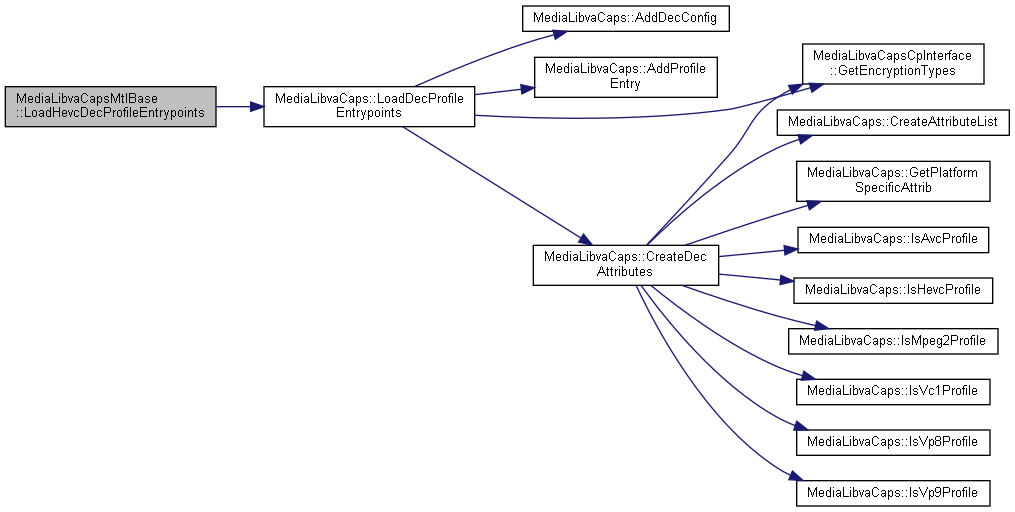 MediaLibvaCapsMtlBase
::LoadHevcDecProfileEntrypoints
MediaLibvaCaps::LoadDecProfile
Entrypoints
MediaLibvaCaps::AddDecConfig
MediaLibvaCaps::AddProfile
Entry
MediaLibvaCaps::CreateDec
Attributes
MediaLibvaCapsCpInterface
::GetEncryptionTypes
MediaLibvaCaps::CreateAttributeList
MediaLibvaCaps::GetPlatform
SpecificAttrib
MediaLibvaCaps::IsAvcProfile
MediaLibvaCaps::IsHevcProfile
MediaLibvaCaps::IsMpeg2Profile
MediaLibvaCaps::IsVc1Profile
MediaLibvaCaps::IsVp8Profile
MediaLibvaCaps::IsVp9Profile